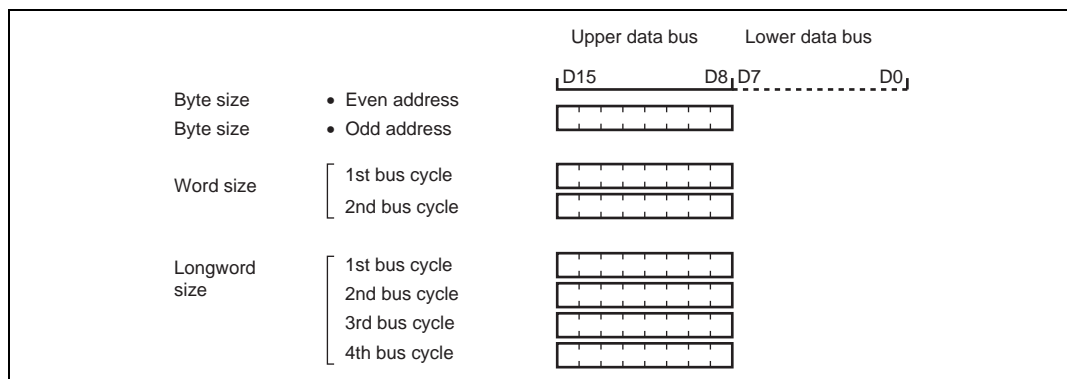 Upper data bus Lower data bus
D15 D8 D7 D0
Byte size • Even address
Byte size • Odd address
Word size 1st bus cycle
2nd bus cycle
Longword size 1st bus cycle
2nd bus cycle
3rd bus cycle
4th bus cycle